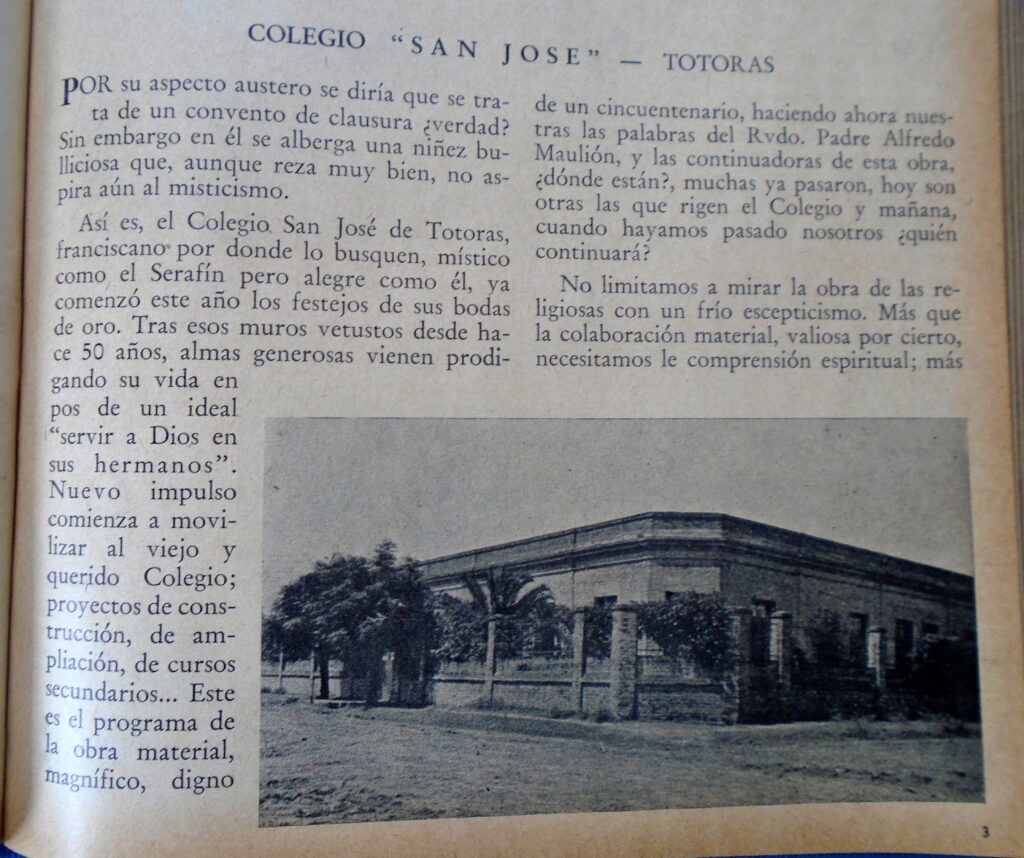 COLEGIO "SAN JOSE" — TOTORAS
POR su aspecto austero se diría que se tra-
ta de un convento de clausura ¿verdad?
Sin embargo en él se alberga una niñez bu-
lliciosa que, aunque reza muy bien, no as-
pira aún al misticismo.
Así es, el Colegio San José de Totoras,
franciscano por donde lo busquen, místico
como el Serafín pero alegre como él, ya
comenzó este año los festejos de sus bodas
de oro. Tras esos muros vetustos desde ha-
ce 50 años, almas generosas vienen prodi-
gando su vida en
pos de un ideal
"servir a Dios en
sus hermanos".
Nuevo impulso
comienza a movi-
lizar al viejo y
querido Colegio;
proyectos de cons-
trucción, de am-
pliación, de cursos
secundarios... Este
es el programa de
la obra material,
magnífico, digno
de un cincuentenario, haciendo ahora nues-
tras las palabras del Rvdo. Padre Alfredo
Maulión, y las continuadoras de esta obra,
¿dónde están?, muchas ya pasaron, hoy son
otras las que rigen el Colegio y mañana,
cuando hayamos pasado nosotros ¿quién
continuará?
No limitamos a mirar la obra de las re-
ligiosas con un frío escepticismo. Más que
la colaboración material, valiosa por cierto,
necesitamos le comprensión espiritual; más
3